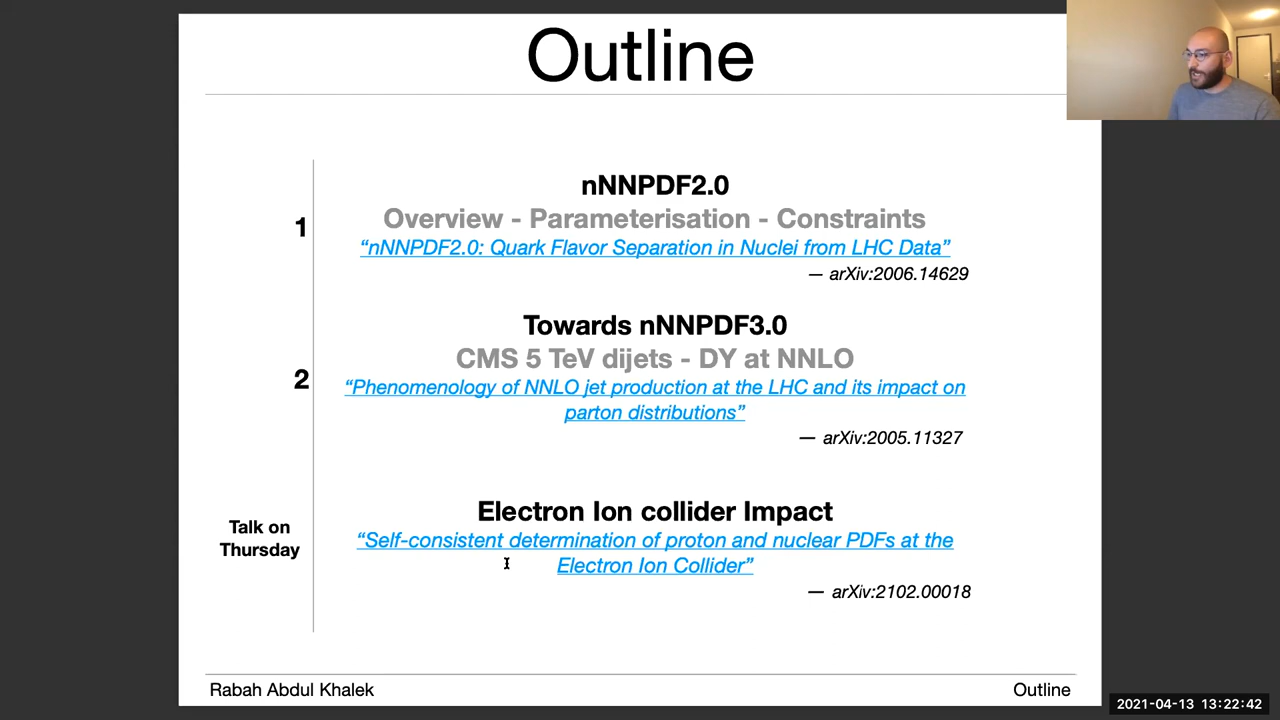 Outline
nNNPDF2.0
1
Overview - Parameterisation - Constraints
“nNNPDF2.0: Quark Flavor Separation in Nuclei from LHC Data”
— arXiv:2006.14629
Towards nNNPDF3.0
CMS 5 TeV dijets - DY at NNLO
2
“Phenomenology of NNLO jet production at the LHC and its impact on
parton distributions”
— arXiv:2005.11327
Electron Ion collider Impact
Talk on
Thursday
“Self-consistent determination of proton and nuclear PDFs at the
Electron Ion Collider”
— arXiv:2102.00018
Rabah Abdul Khalek
Outline
2021-04-13 13:22:42